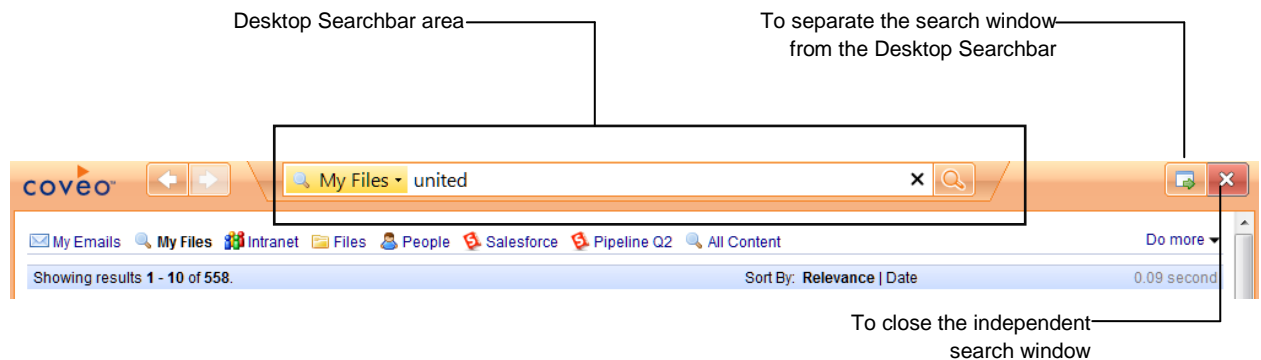 Desktop Searchbar area
To separate the search window
from the Desktop Searchbar
coveo™
My Files
united
My Emails My Files Intranet Files People Salesforce Pipeline Q2 All Content Do more
Showing results 1 - 10 of 558. Sort By: Relevance | Date 0.09 second
To close the independent
search window